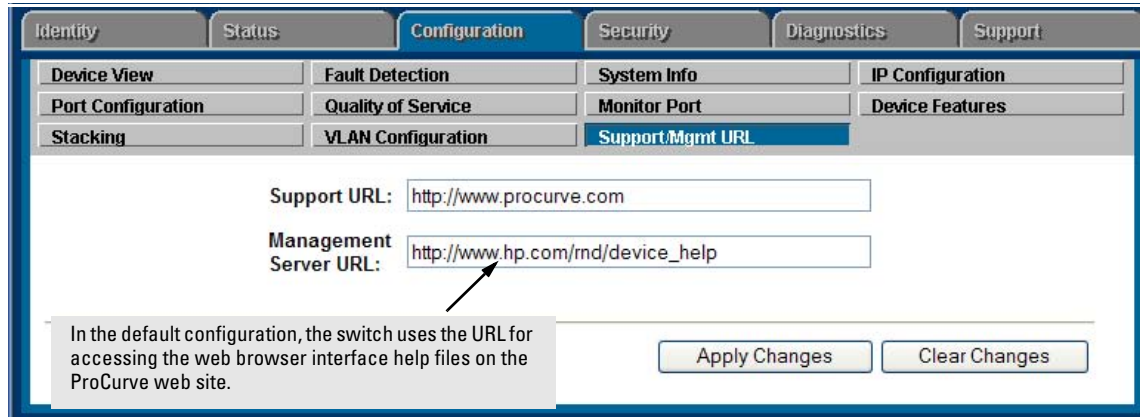 Identity Status Configuration Security Diagnostics Support
Device View Fault Detection System Info IP Configuration
Port Configuration Quality of Service Monitor Port Device Features
Stacking VLAN Configuration Support/Mgmt URL
Support URL: http://www.procurve.com
Management
Server URL: http://www.hp.com/rnd/device_help
In the default configuration, the switch uses the URL for
accessing the web browser interface help files on the
ProCurve web site.
Apply Changes Clear Changes